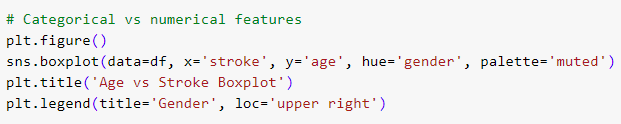 # Categorical vs numerical features
plt.figure()
sns.boxplot(data=df, x='stroke', y='age', hue='gender', palette='muted')
plt.title('Age vs Stroke Boxplot')
plt.legend(title='Gender', loc='upper right')